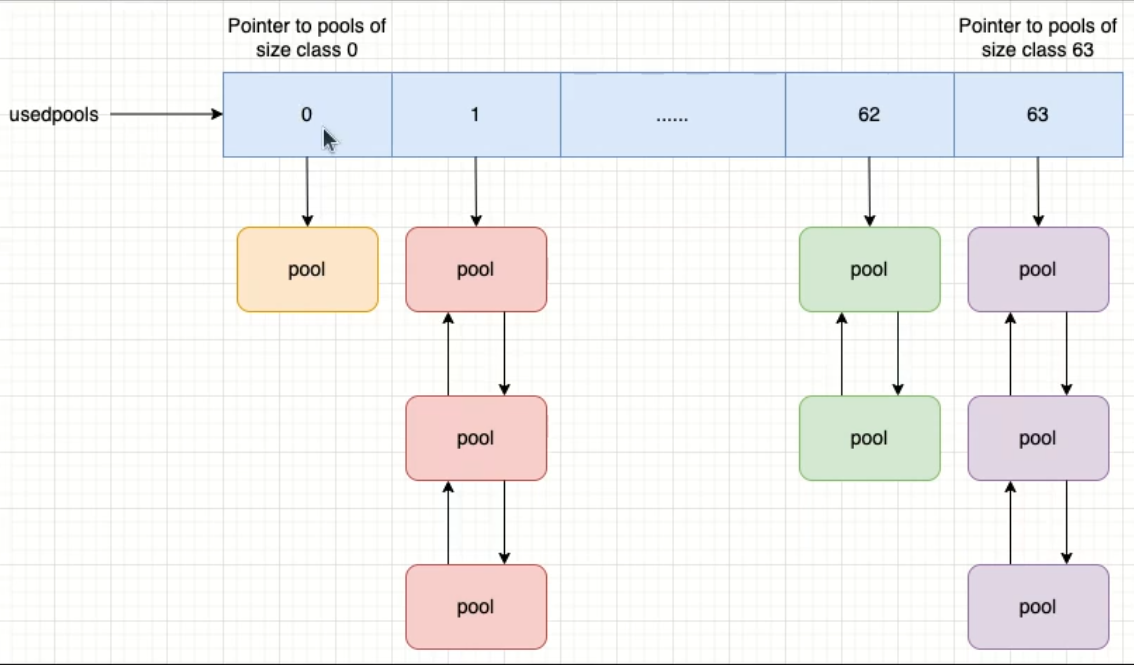 Pointer to pools of
size class 0
Pointer to pools of
size class 63
usedpools
0
1
......
62
63
pool
pool
pool
pool
pool
pool
pool
pool
pool